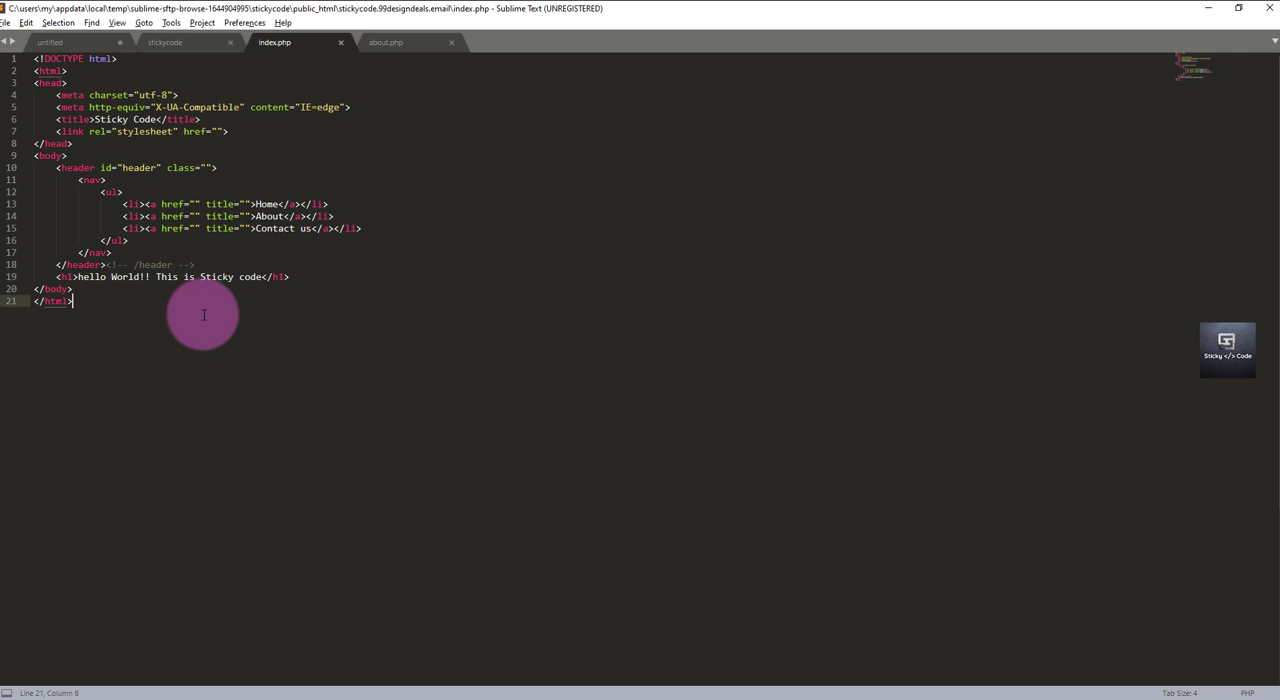 C:\users\my\appdata\local\temp\sublime-sftp-browse-1644904995\stickycode\public_html\stickycode.99designdeals.email\index.php - Sublime Text (UNREGISTERED)
File Edit Selection Find View Goto Tools Project Preferences Help
untitled stickycode index.php about.php
1 <!DOCTYPE html>
2 <html>
3 <head>
4 <meta charset="utf-8">
5 <meta http-equiv="X-UA-Compatible" content="IE=edge">
6 <title>Sticky Code</title>
7 <link rel="stylesheet" href="">
8 </head>
9 <body>
10 <header id="header" class="">
11 <nav>
12 <ul>
13 <li><a href="" title="">Home</a></li>
14 <li><a href="" title="">About</a></li>
15 <li><a href="" title="">Contact us</a></li>
16 </ul>
17 </nav>
18 </header><!-- /header -->
19 <h1>hello World!! This is Sticky code</h1>
20 </body>
21 </html>
Sticky </> Code
Line 21, Column 8 Tab Size: 4 PHP